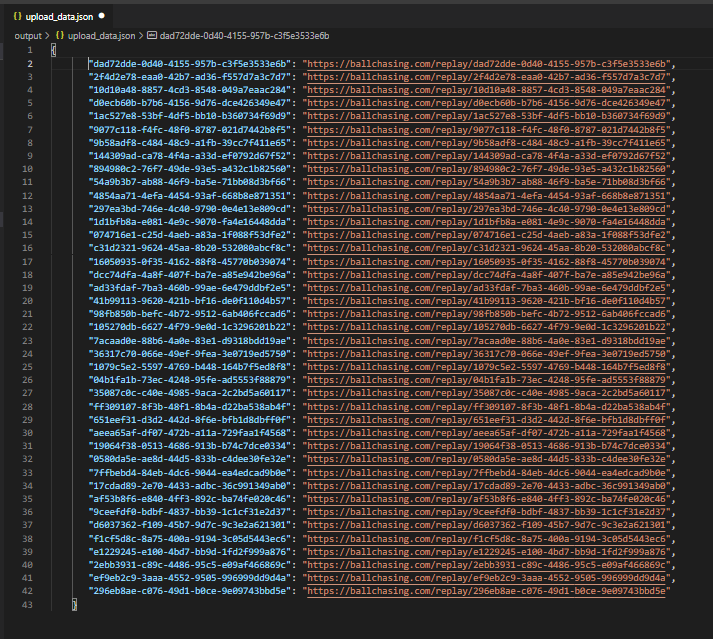 {} upload_data.json ●
output > {} upload_data.json > abc dad72dde-0d40-4155-957b-c3f5e3533e6b
1 {
2 "dad72dde-0d40-4155-957b-c3f5e3533e6b": "https://ballchasing.com/replay/dad72dde-0d40-4155-957b-c3f5e3533e6b",
3 "2f4d2e78-eaa0-42b7-ad36-f557d7a3c7d7": "https://ballchasing.com/replay/2f4d2e78-eaa0-42b7-ad36-f557d7a3c7d7",
4 "10d10a48-8857-4cd3-8548-049a7eaac284": "https://ballchasing.com/replay/10d10a48-8857-4cd3-8548-049a7eaac284",
5 "d0ecb60b-b7b6-4156-9d76-dce426349e47": "https://ballchasing.com/replay/d0ecb60b-b7b6-4156-9d76-dce426349e47",
6 "1ac527e8-53bf-4df5-bb10-b360734f69d9": "https://ballchasing.com/replay/1ac527e8-53bf-4df5-bb10-b360734f69d9",
7 "9077c118-f4fc-48f0-8787-021d7442b8f5": "https://ballchasing.com/replay/9077c118-f4fc-48f0-8787-021d7442b8f5",
8 "9b58adf8-c484-48c9-a1fb-39cc7f411e65": "https://ballchasing.com/replay/9b58adf8-c484-48c9-a1fb-39cc7f411e65",
9 "144309ad-ca78-4f4a-a33d-ef0792d67f52": "https://ballchasing.com/replay/144309ad-ca78-4f4a-a33d-ef0792d67f52",
10 "894980c2-76f7-49de-93e5-a432c1b82560": "https://ballchasing.com/replay/894980c2-76f7-49de-93e5-a432c1b82560",
11 "54a9b3b7-ab88-46f9-ba5e-71bb08d3bf66": "https://ballchasing.com/replay/54a9b3b7-ab88-46f9-ba5e-71bb08d3bf66",
12 "4854aa71-4efa-4454-93af-668b8e871351": "https://ballchasing.com/replay/4854aa71-4efa-4454-93af-668b8e871351",
13 "297ea3bd-746e-4c40-9790-0e4e13e809cd": "https://ballchasing.com/replay/297ea3bd-746e-4c40-9790-0e4e13e809cd",
14 "1d1bfb8a-e081-4e9c-9070-fa4e16448dda": "https://ballchasing.com/replay/1d1bfb8a-e081-4e9c-9070-fa4e16448dda",
15 "074716e1-c25d-4aeb-a83a-1f088f53dfe2": "https://ballchasing.com/replay/074716e1-c25d-4aeb-a83a-1f088f53dfe2",
16 "c31d2321-9624-45aa-8b20-532080abcf8c": "https://ballchasing.com/replay/c31d2321-9624-45aa-8b20-532080abcf8c",
17 "16050935-0f35-4162-88f8-45770b039074": "https://ballchasing.com/replay/16050935-0f35-4162-88f8-45770b039074",
18 "dcc74dfa-4a8f-407f-ba7e-a85e942be96a": "https://ballchasing.com/replay/dcc74dfa-4a8f-407f-ba7e-a85e942be96a",
19 "ad33fdaf-7ba3-460b-99ae-6e479ddbf2e5": "https://ballchasing.com/replay/ad33fdaf-7ba3-460b-99ae-6e479ddbf2e5",
20 "41b99113-9620-421b-bf16-de0f110d4b57": "https://ballchasing.com/replay/41b99113-9620-421b-bf16-de0f110d4b57",
21 "98fb850b-befc-4b72-9512-6ab406fccad6": "https://ballchasing.com/replay/98fb850b-befc-4b72-9512-6ab406fccad6",
22 "105270db-6627-4f79-9e0d-1c3296201b22": "https://ballchasing.com/replay/105270db-6627-4f79-9e0d-1c3296201b22",
23 "7acaad0e-88b6-4a0e-83e1-d9318bdd19ae": "https://ballchasing.com/replay/7acaad0e-88b6-4a0e-83e1-d9318bdd19ae",
24 "36317c70-066e-49ef-9fea-3e0719ed5750": "https://ballchasing.com/replay/36317c70-066e-49ef-9fea-3e0719ed5750",
25 "1079c5e2-5597-4769-b448-164b7f5ed8f8": "https://ballchasing.com/replay/1079c5e2-5597-4769-b448-164b7f5ed8f8",
26 "04b1fa1b-73ec-4248-95fe-ad5553f88879": "https://ballchasing.com/replay/04b1fa1b-73ec-4248-95fe-ad5553f88879",
27 "35087c0c-c40e-4985-9aca-2c2bd5a60117": "https://ballchasing.com/replay/35087c0c-c40e-4985-9aca-2c2bd5a60117",
28 "ff309107-8f3b-48f1-8b4a-d22ba538ab4f": "https://ballchasing.com/replay/ff309107-8f3b-48f1-8b4a-d22ba538ab4f",
29 "651eef31-d3d2-442d-8f6e-bfb1d8dbff0f": "https://ballchasing.com/replay/651eef31-d3d2-442d-8f6e-bfb1d8dbff0f",
30 "aeea65af-df07-472b-a11a-729faa1f4568": "https://ballchasing.com/replay/aeea65af-df07-472b-a11a-729faa1f4568",
31 "19064f38-0513-4686-913b-b74c7dce0334": "https://ballchasing.com/replay/19064f38-0513-4686-913b-b74c7dce0334",
32 "0580da5e-ae8d-44d5-833b-c4dee30fe32e": "https://ballchasing.com/replay/0580da5e-ae8d-44d5-833b-c4dee30fe32e",
33 "7ffbebd4-84eb-4dc6-9044-ea4edcad9b0e": "https://ballchasing.com/replay/7ffbebd4-84eb-4dc6-9044-ea4edcad9b0e",
34 "17cdad89-2e70-4433-adbc-36c991349ab0": "https://ballchasing.com/replay/17cdad89-2e70-4433-adbc-36c991349ab0",
35 "af53b8f6-e840-4ff3-892c-ba74fe020c46": "https://ballchasing.com/replay/af53b8f6-e840-4ff3-892c-ba74fe020c46",
36 "9ceefdf0-bdbf-4837-bb39-1c1cf31e2d37": "https://ballchasing.com/replay/9ceefdf0-bdbf-4837-bb39-1c1cf31e2d37",
37 "d6037362-f109-45b7-9d7c-9c3e2a621301": "https://ballchasing.com/replay/d6037362-f109-45b7-9d7c-9c3e2a621301",
38 "f1cf5d8c-8a75-400a-9194-3c05d5443ec6": "https://ballchasing.com/replay/f1cf5d8c-8a75-400a-9194-3c05d5443ec6",
39 "e1229245-e100-4bd7-bb9d-1fd2f999a876": "https://ballchasing.com/replay/e1229245-e100-4bd7-bb9d-1fd2f999a876",
40 "2ebb3931-c89c-4486-95c5-e09af466869c": "https://ballchasing.com/replay/2ebb3931-c89c-4486-95c5-e09af466869c",
41 "ef9eb2c9-3aaa-4552-9505-996999dd9d4a": "https://ballchasing.com/replay/ef9eb2c9-3aaa-4552-9505-996999dd9d4a",
42 "296eb8ae-c076-49d1-b0ce-9e09743bbd5e": "https://ballchasing.com/replay/296eb8ae-c076-49d1-b0ce-9e09743bbd5e"
43 }